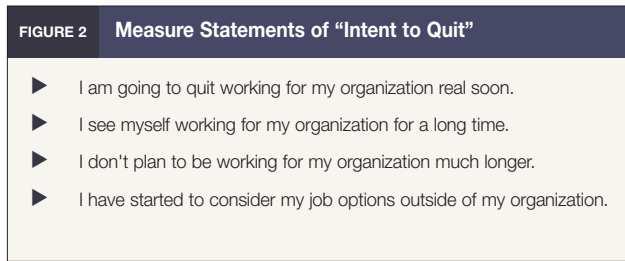 FIGURE 2 Measure Statements of “Intent to Quit”
▶ I am going to quit working for my organization real soon.
▶ I see myself working for my organization for a long time.
▶ I don't plan to be working for my organization much longer.
▶ I have started to consider my job options outside of my organization.